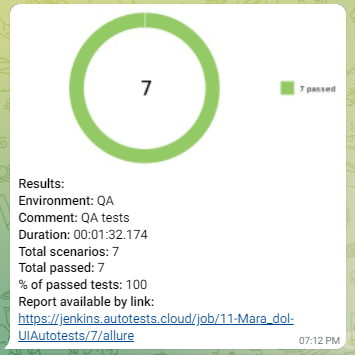 7
7 passed
Results:
Environment: QA
Comment: QA tests
Duration: 00:01:32.174
Total scenarios: 7
Total passed: 7
% of passed tests: 100
Report available by link:
https://jenkins.autotests.cloud/job/11-Mara_dol-
UIAutotests/7/allure
07:12 PM